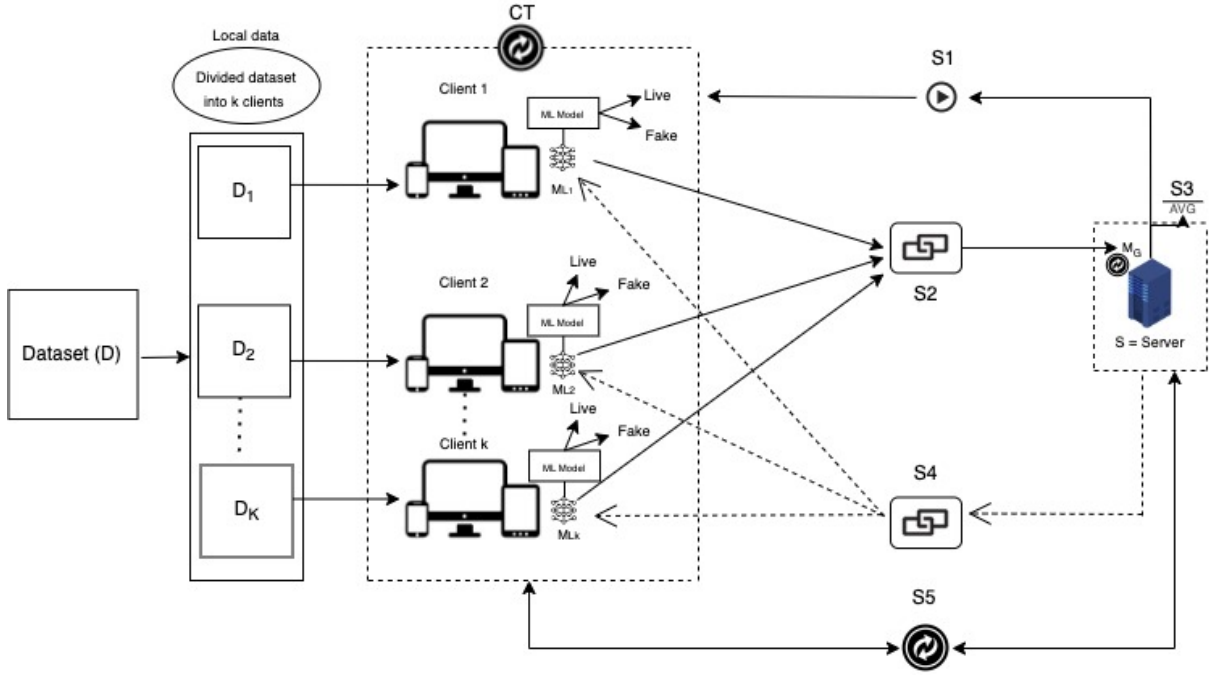 CT
Local data
Divided dataset
into k clients
S1
Client 1
ML Model
Live
Fake
D1
ML1
S3
AVG
MG
S2
S = Server
Client 2
Live
Fake
ML Model
Dataset (D)
D2
ML2
Client k
Live
Fake
ML Model
S4
DK
MLk
S5